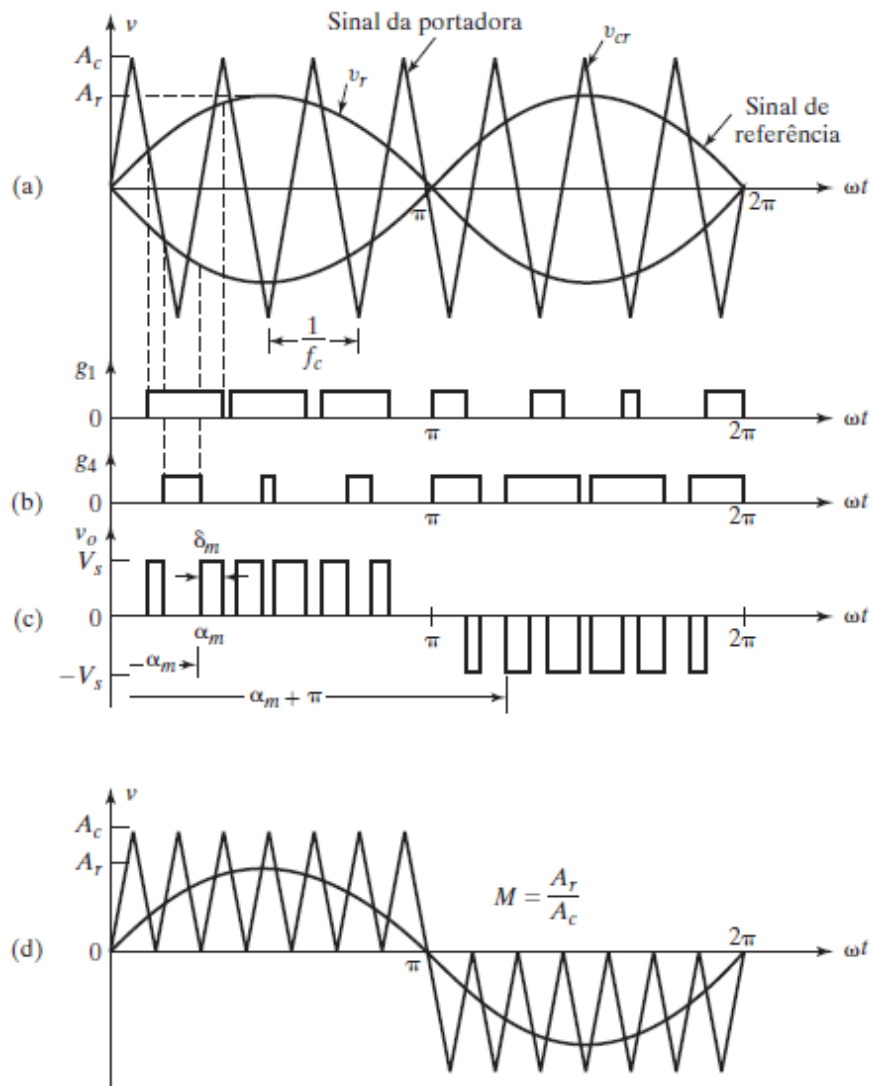 v
Sinal da portadora
v_cr
A_c
A_r
v_r
Sinal de
referência
(a)
π
2π
ωt
1
f_c
g_1
0
π
2π
ωt
g_4
(b)
0
π
2π
ωt
v_o
V_s
δ_m
(c)
0
α_m
π
2π
ωt
α_m
−V_s
α_m + π
v
A_c
A_r
M = A_r / A_c
(d)
0
π
2π
ωt